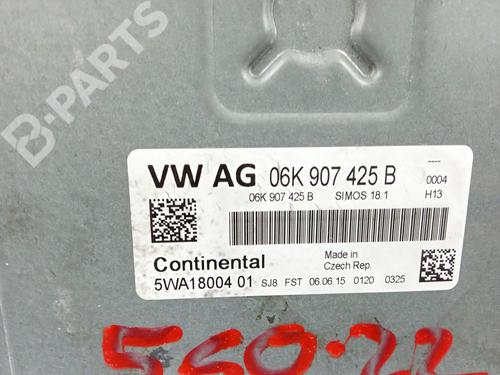 B-PARTS
VW AG 06K 907 425 B ---- 0004
06K 907 425 B SIMOS 18.1 H13
Continental Made in Czech Rep.
5WA18004 01 SJ8 FST 06.06.15 0120 0325